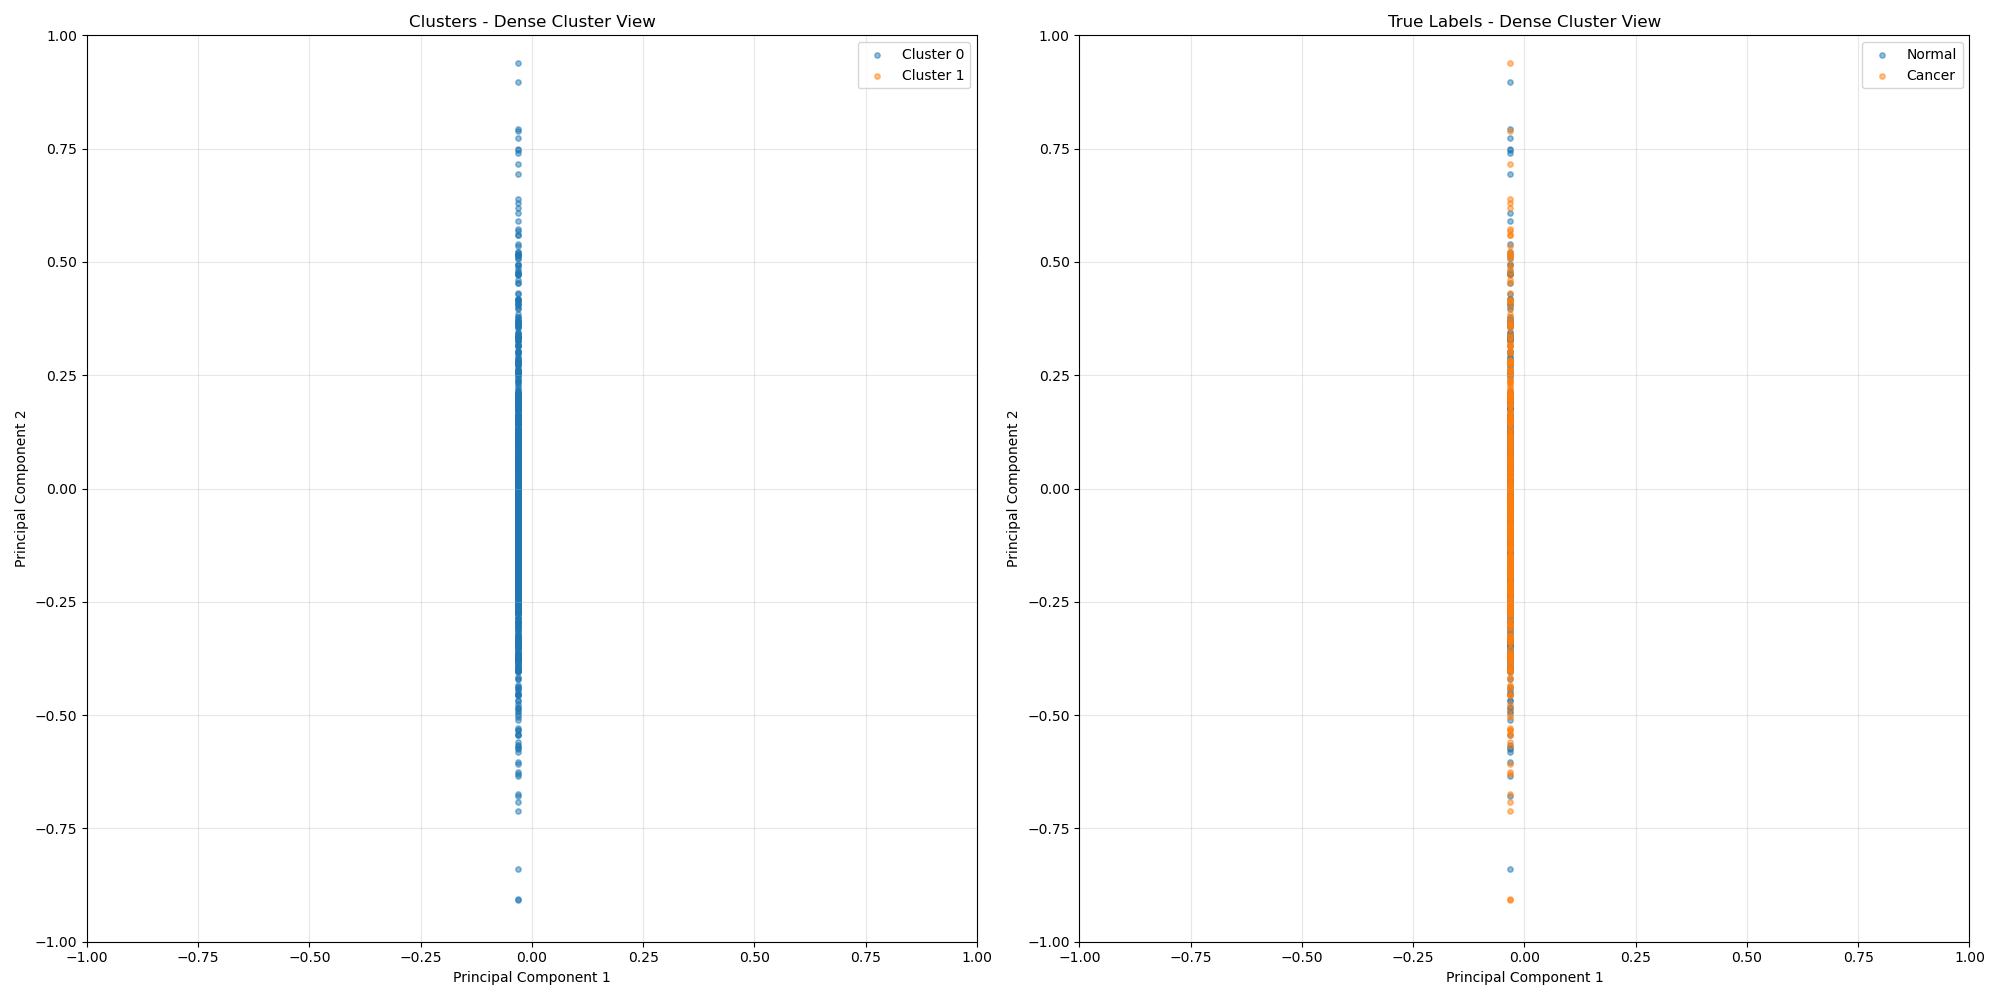 Clusters - Dense Cluster View
Cluster 0
Cluster 1
1.00
0.75
0.50
0.25
0.00
−0.25
−0.50
−0.75
−1.00
Principal Component 2
−1.00 −0.75 −0.50 −0.25 0.00 0.25 0.50 0.75 1.00
Principal Component 1
True Labels - Dense Cluster View
Normal
Cancer
1.00
0.75
0.50
0.25
0.00
−0.25
−0.50
−0.75
−1.00
Principal Component 2
−1.00 −0.75 −0.50 −0.25 0.00 0.25 0.50 0.75 1.00
Principal Component 1